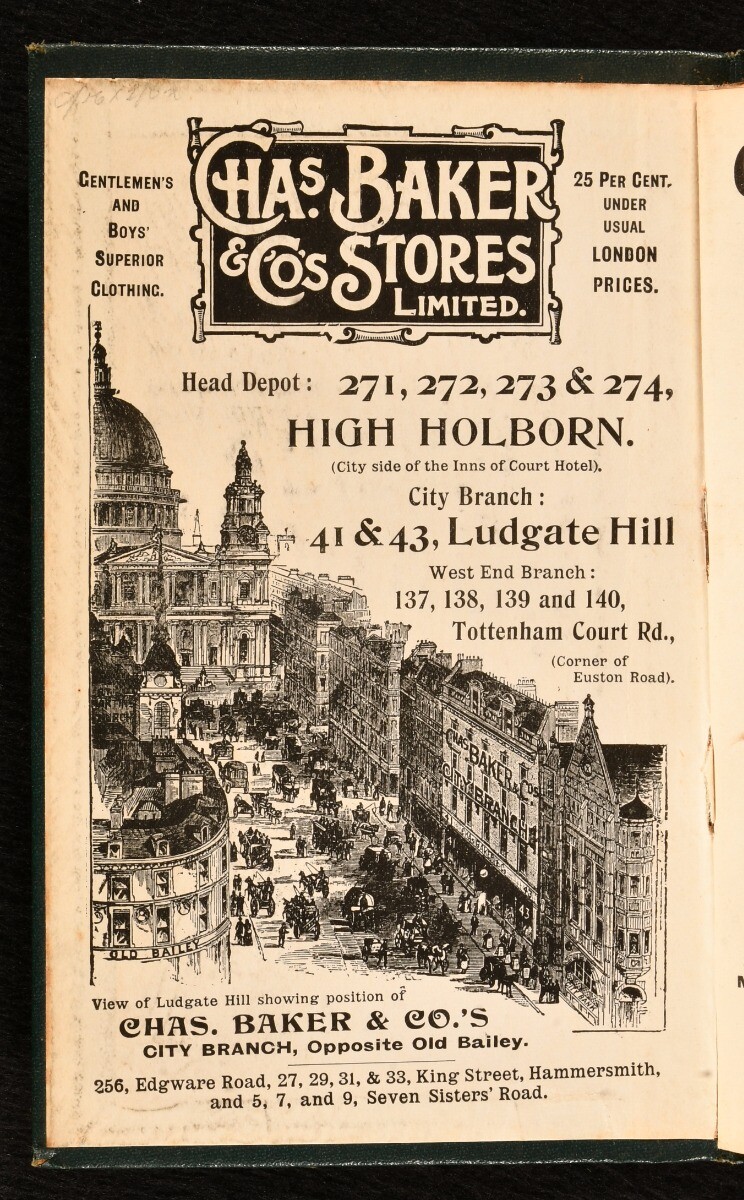 GENTLEMEN'S
AND
BOYS'
SUPERIOR
CLOTHING.
CHAS. BAKER
& CO'S STORES
LIMITED.
25 PER CENT.
UNDER
USUAL
LONDON
PRICES.
Head Depot: 271, 272, 273 & 274,
HIGH HOLBORN.
(City side of the Inns of Court Hotel).
City Branch:
41 & 43, Ludgate Hill
West End Branch:
137, 138, 139 and 140,
Tottenham Court Rd.,
(Corner of
Euston Road).
CHAS. BAKER & CO'S
CITY BRANCH
43
OLD BAILEY
View of Ludgate Hill showing position of
CHAS. BAKER & CO.'S
CITY BRANCH, Opposite Old Bailey.
256, Edgware Road, 27, 29, 31, & 33, King Street, Hammersmith,
and 5, 7, and 9, Seven Sisters' Road.